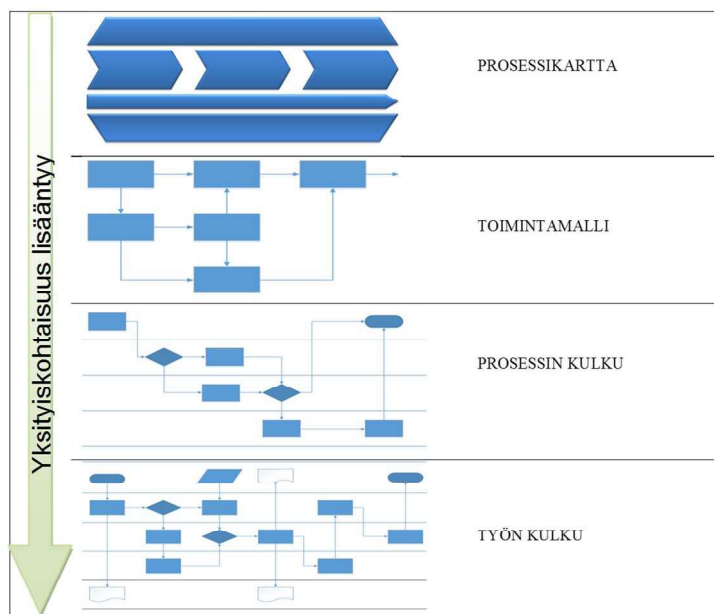 Yksityiskohtaisuus lisääntyy
PROSESSIKARTTA
TOIMINTAMALLI
PROSESSIN KULKU
TYÖN KULKU